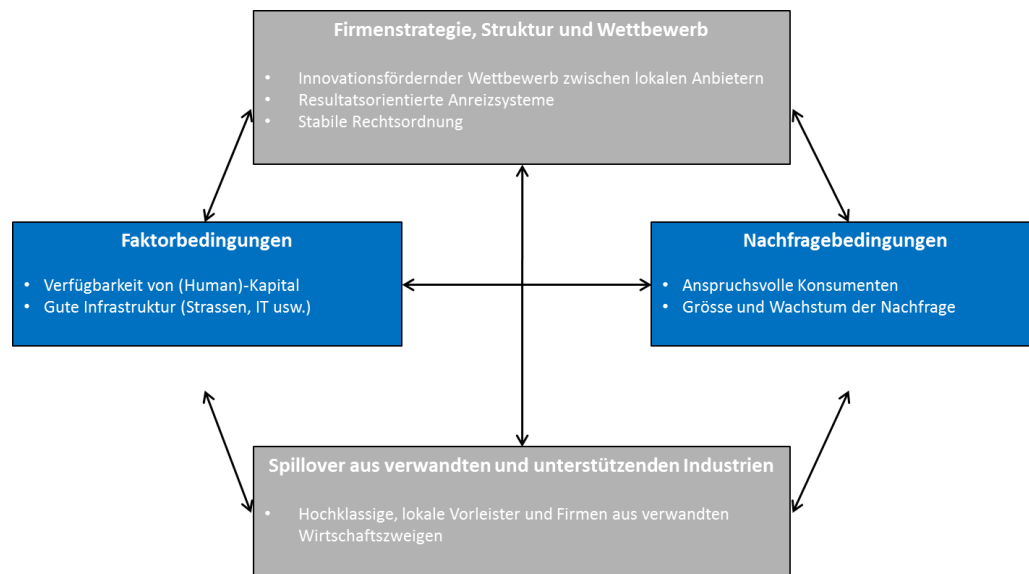 Firmenstrategie, Struktur und Wettbewerb
• Innovationsfördernder Wettbewerb zwischen lokalen Anbietern
• Resultatsorientierte Anreizsysteme
• Stabile Rechtsordnung
Faktorbedingungen
• Verfügbarkeit von (Human)-Kapital
• Gute Infrastruktur (Strassen, IT usw.)
Nachfragebedingungen
• Anspruchsvolle Konsumenten
• Grösse und Wachstum der Nachfrage
Spillover aus verwandten und unterstützenden Industrien
• Hochklassige, lokale Vorleister und Firmen aus verwandten
Wirtschaftszweigen